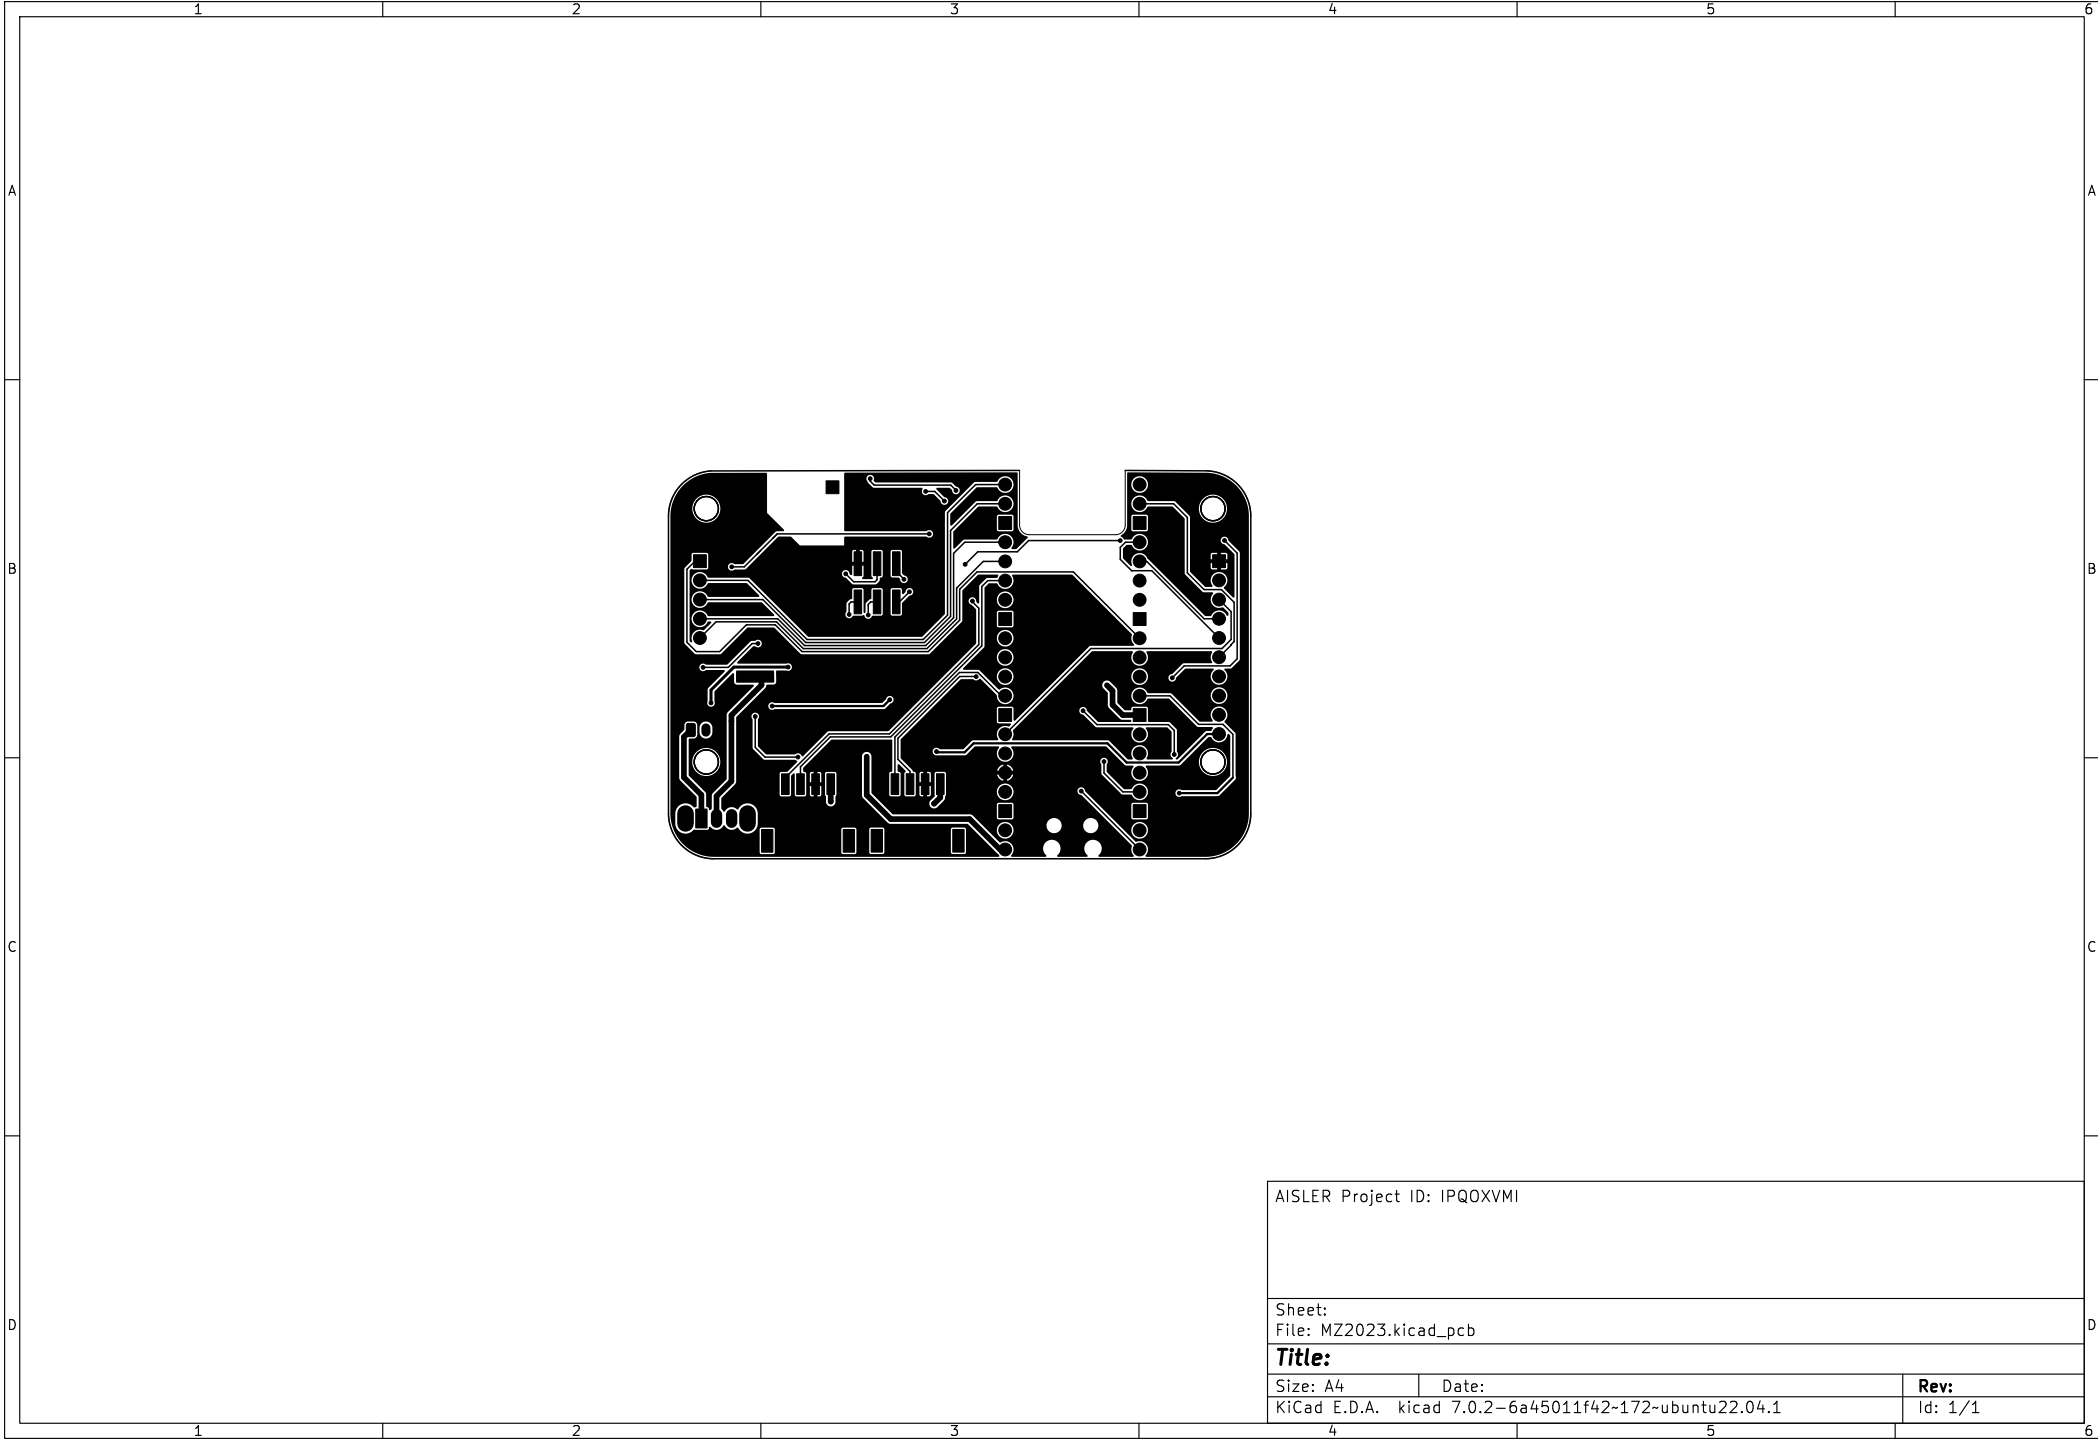 1 2 3 4 5 6
A A
B B
C C
D D
AISLER Project ID: IPQOXVMI
Sheet:
File: MZ2023.kicad_pcb
Title:
Size: A4 Date: Rev:
KiCad E.D.A. kicad 7.0.2-6a45011f42~172~ubuntu22.04.1 Id: 1/1
1 2 3 4 5 6